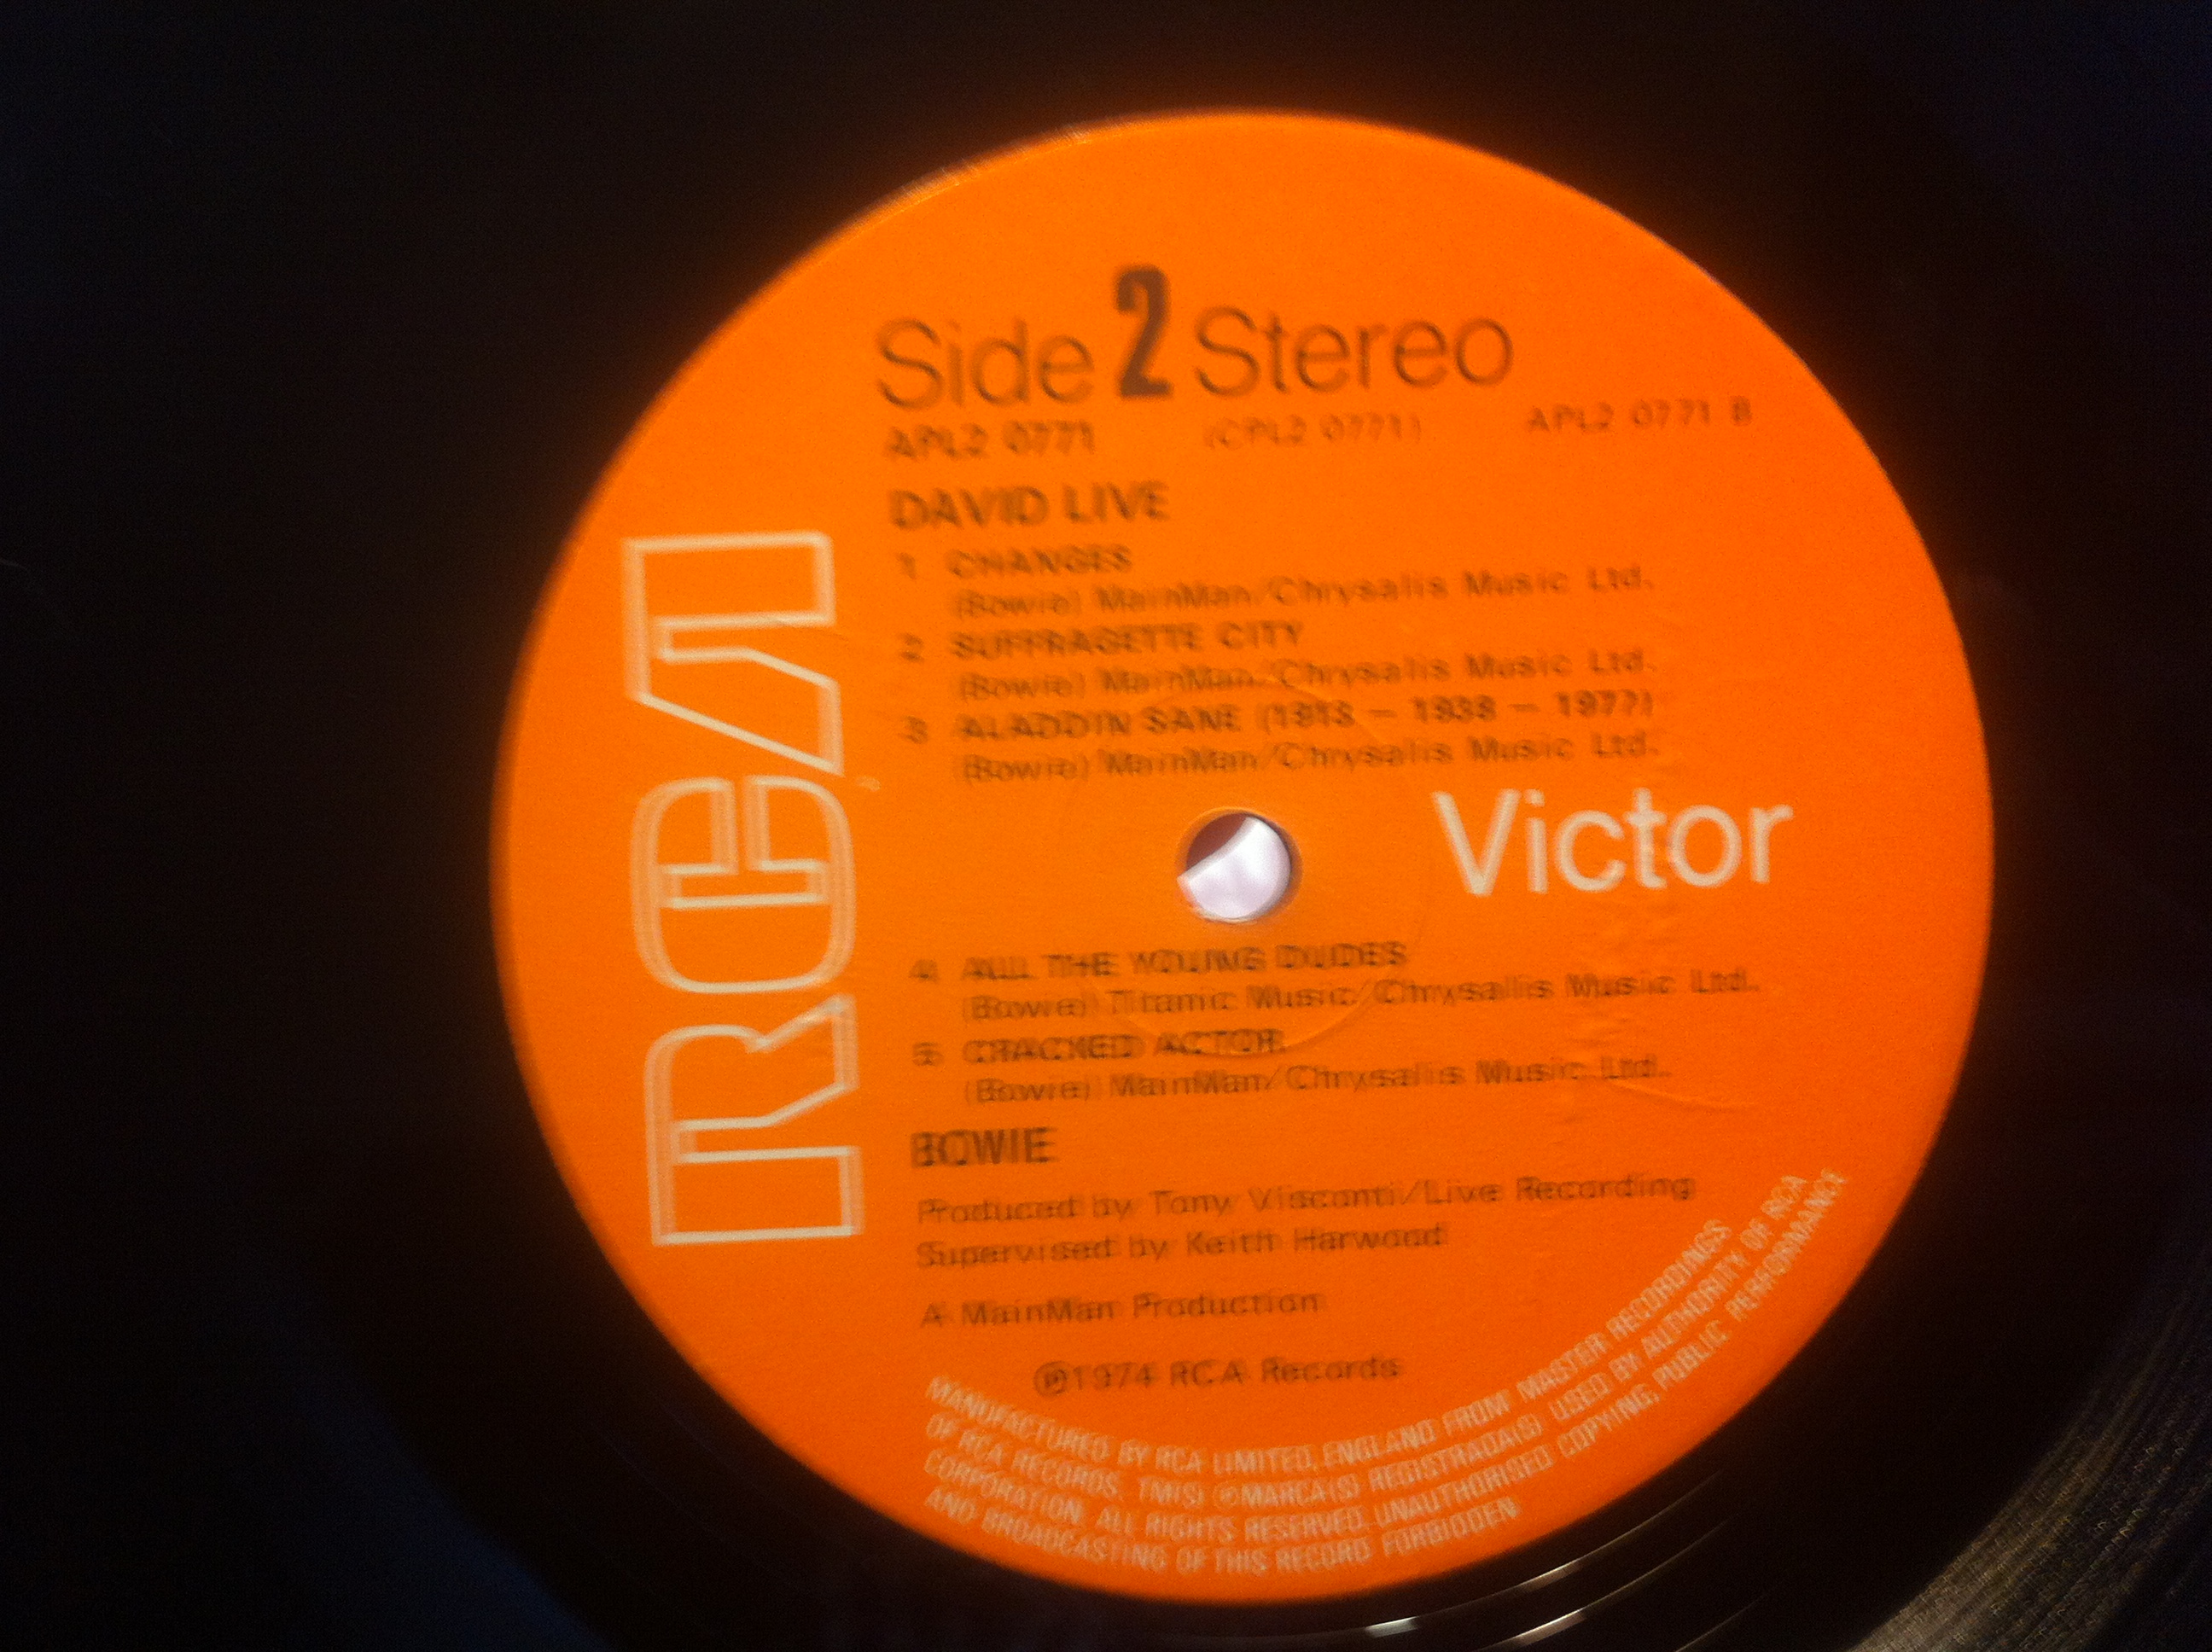 Side 2 Stereo
APL2 0771 (CPL2 0771) APL2 0771 B
DAVID LIVE
1 CHANGES
(Bowie) MainMan/Chrysalis Music Ltd.
2 SUFFRAGETTE CITY
(Bowie) MainMan/Chrysalis Music Ltd.
3 ALADDIN SANE (1913 – 1938 – 197?)
(Bowie) MainMan/Chrysalis Music Ltd.
RCA
Victor
4 ALL THE YOUNG DUDES
(Bowie) Titanic Music/Chrysalis Music Ltd.
5 CRACKED ACTOR
(Bowie) MainMan/Chrysalis Music Ltd.
BOWIE
Produced by Tony Visconti/Live Recording
Supervised by Keith Harwood
A MainMan Production
℗1974 RCA Records
MANUFACTURED BY RCA LIMITED, ENGLAND FROM MASTER RECORDINGS
OF RCA RECORDS. TM(S) ®MARCA(S) REGISTRADA(S) USED BY AUTHORITY OF RCA
CORPORATION. ALL RIGHTS RESERVED. UNAUTHORISED COPYING, PUBLIC PERFORMANCE
AND BROADCASTING OF THIS RECORD FORBIDDEN